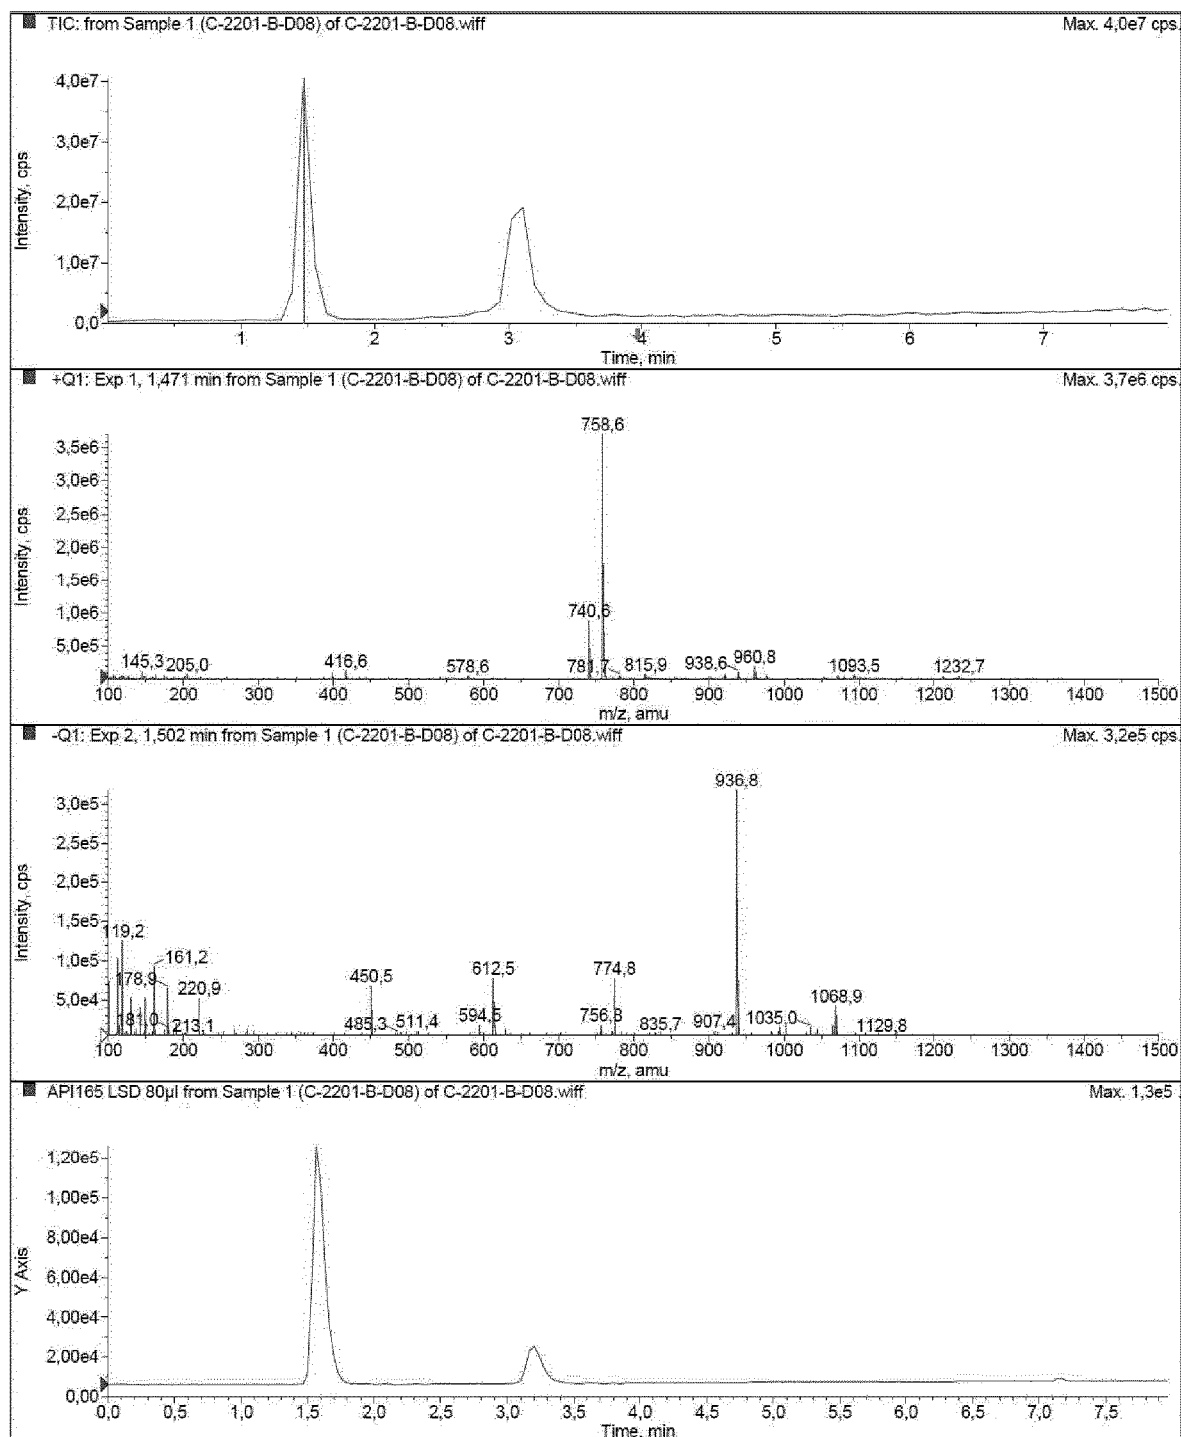 TIC: from Sample 1 (C-2201-B-D08) of C-2201-B-D08.wiff
Max. 4,0e7 cps.
Intensity, cps
4,0e7
3,0e7
2,0e7
1,0e7
0,0
1 2 3 4 5 6 7
Time, min
+Q1: Exp 1, 1,471 min from Sample 1 (C-2201-B-D08) of C-2201-B-D08.wiff
Max. 3,7e6 cps.
Intensity, cps
3,5e6
3,0e6
2,5e6
2,0e6
1,5e6
1,0e6
5,0e5
758,6
740,6
145,3 205,0 416,6 578,6 781,7 815,9 938,6 960,8 1093,5 1232,7
100 200 300 400 500 600 700 800 900 1000 1100 1200 1300 1400 1500
m/z, amu
-Q1: Exp 2, 1,502 min from Sample 1 (C-2201-B-D08) of C-2201-B-D08.wiff
Max. 3,2e5 cps.
Intensity, cps
3,0e5
2,5e5
2,0e5
1,5e5
1,0e5
5,0e4
936,8
119,2
161,2
178,9 220,9 450,5 612,5 774,8
181,0 213,1 485,3 511,4 594,5 756,8 835,7 907,4 1035,0 1068,9 1129,8
100 200 300 400 500 600 700 800 900 1000 1100 1200 1300 1400 1500
m/z, amu
API165 LSD 80µl from Sample 1 (C-2201-B-D08) of C-2201-B-D08.wiff
Max. 1,3e5
Y Axis
1,20e5
1,00e5
8,00e4
6,00e4
4,00e4
2,00e4
0,00
0,0 0,5 1,0 1,5 2,0 2,5 3,0 3,5 4,0 4,5 5,0 5,5 6,0 6,5 7,0 7,5
Time, min